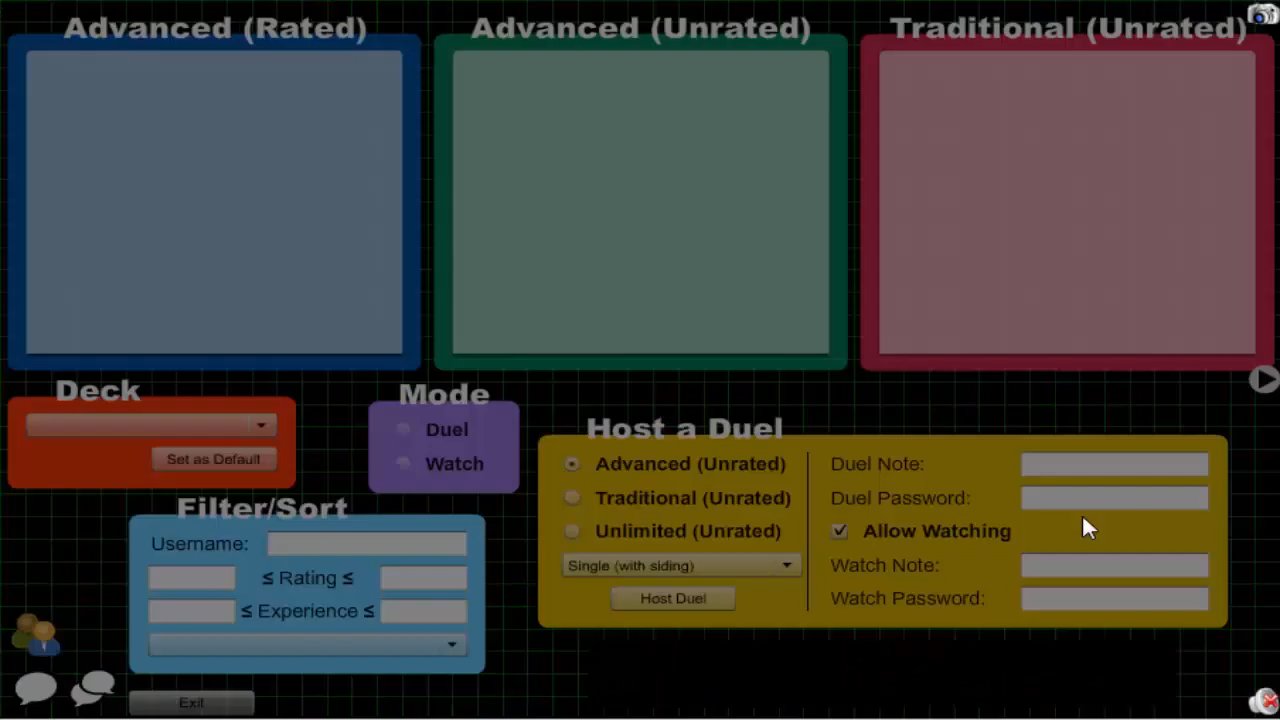 Advanced (Rated)
Advanced (Unrated)
Traditional (Unrated)
Deck
Set as Default
Mode
Duel
Watch
Filter/Sort
Username:
≤ Rating ≤
≤ Experience ≤
Exit
Host a Duel
Advanced (Unrated)
Traditional (Unrated)
Unlimited (Unrated)
Single (with siding)
Host Duel
Duel Note:
Duel Password:
Allow Watching
Watch Note:
Watch Password: